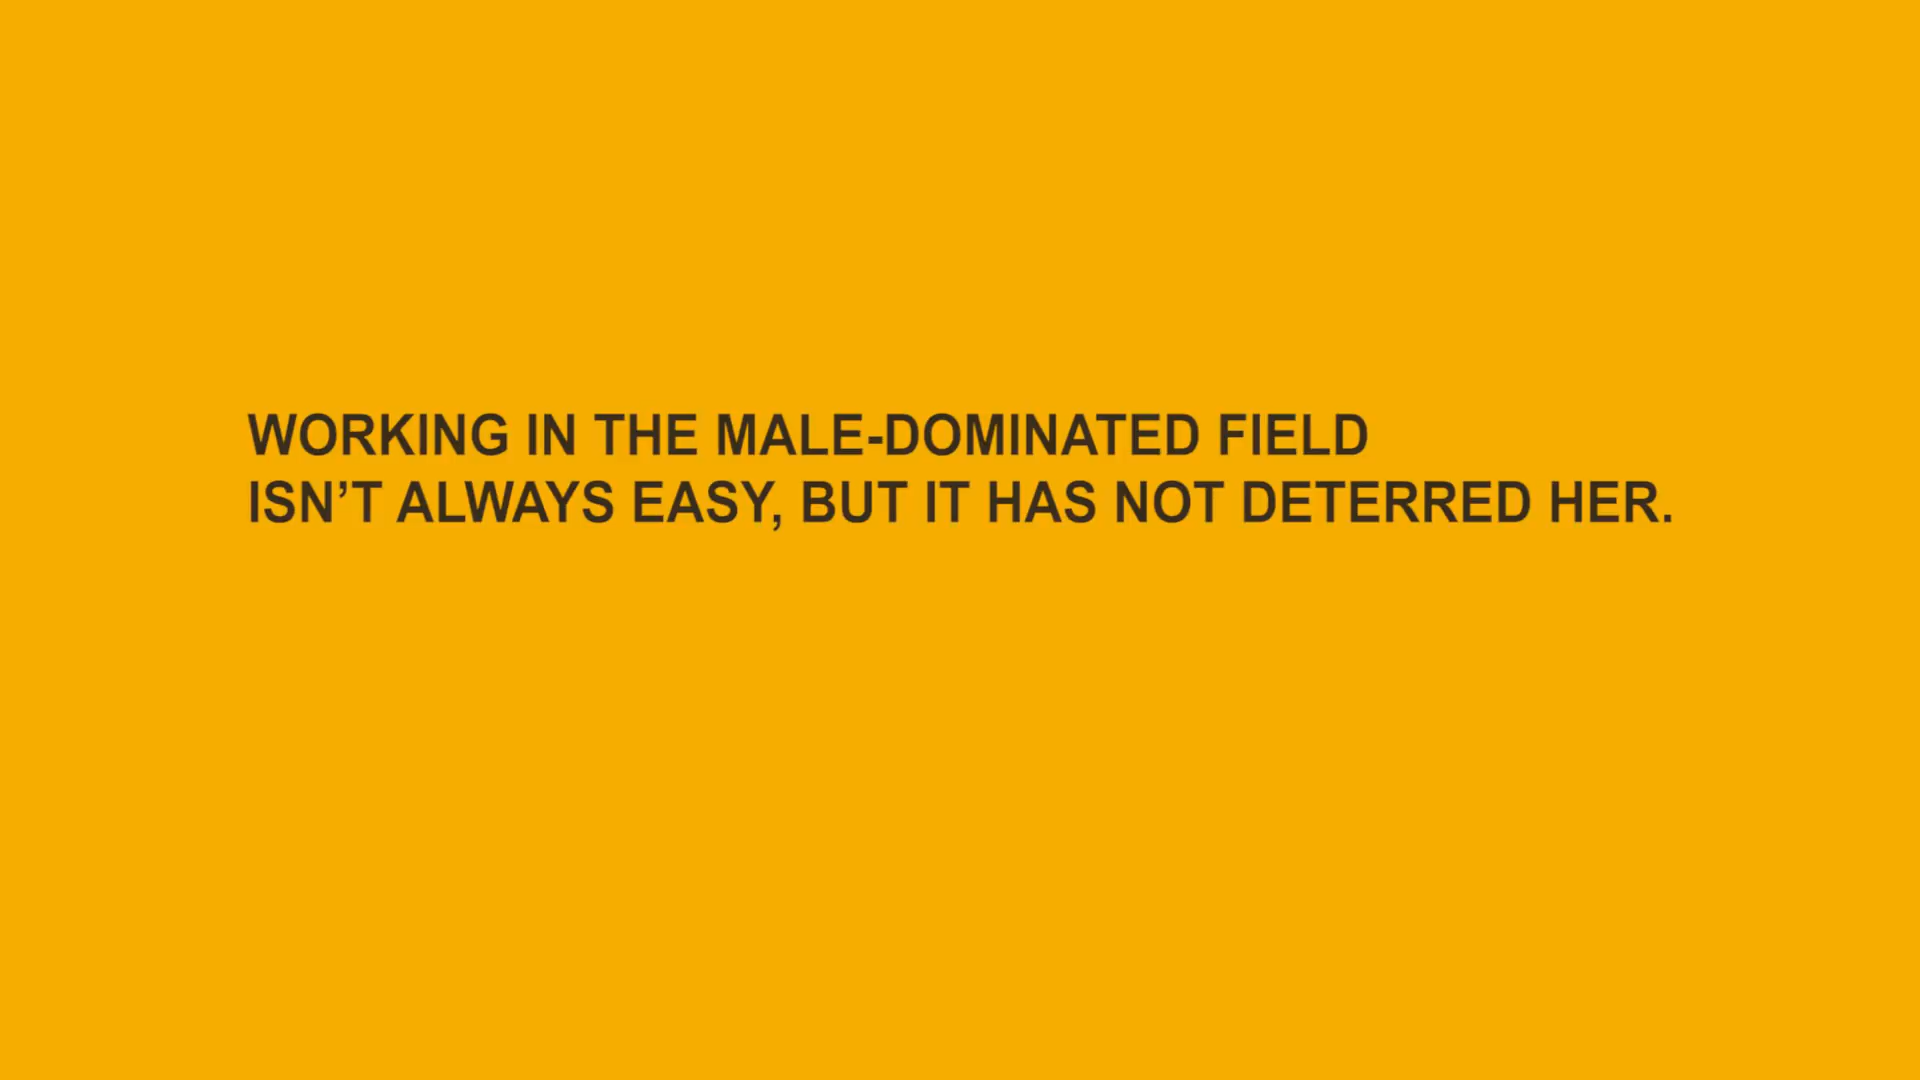 WORKING IN THE MALE-DOMINATED FIELD
ISN’T ALWAYS EASY, BUT IT HAS NOT DETERRED HER.